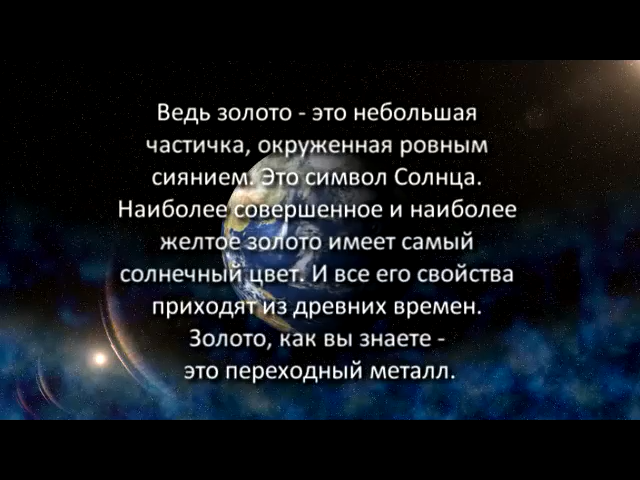 Ведь золото - это небольшая
частичка, окруженная ровным
сиянием. Это символ Солнца.
Наиболее совершенное и наиболее
желтое золото имеет самый
солнечный цвет. И все его свойства
приходят из древних времен.
Золото, как вы знаете -
это переходный металл.